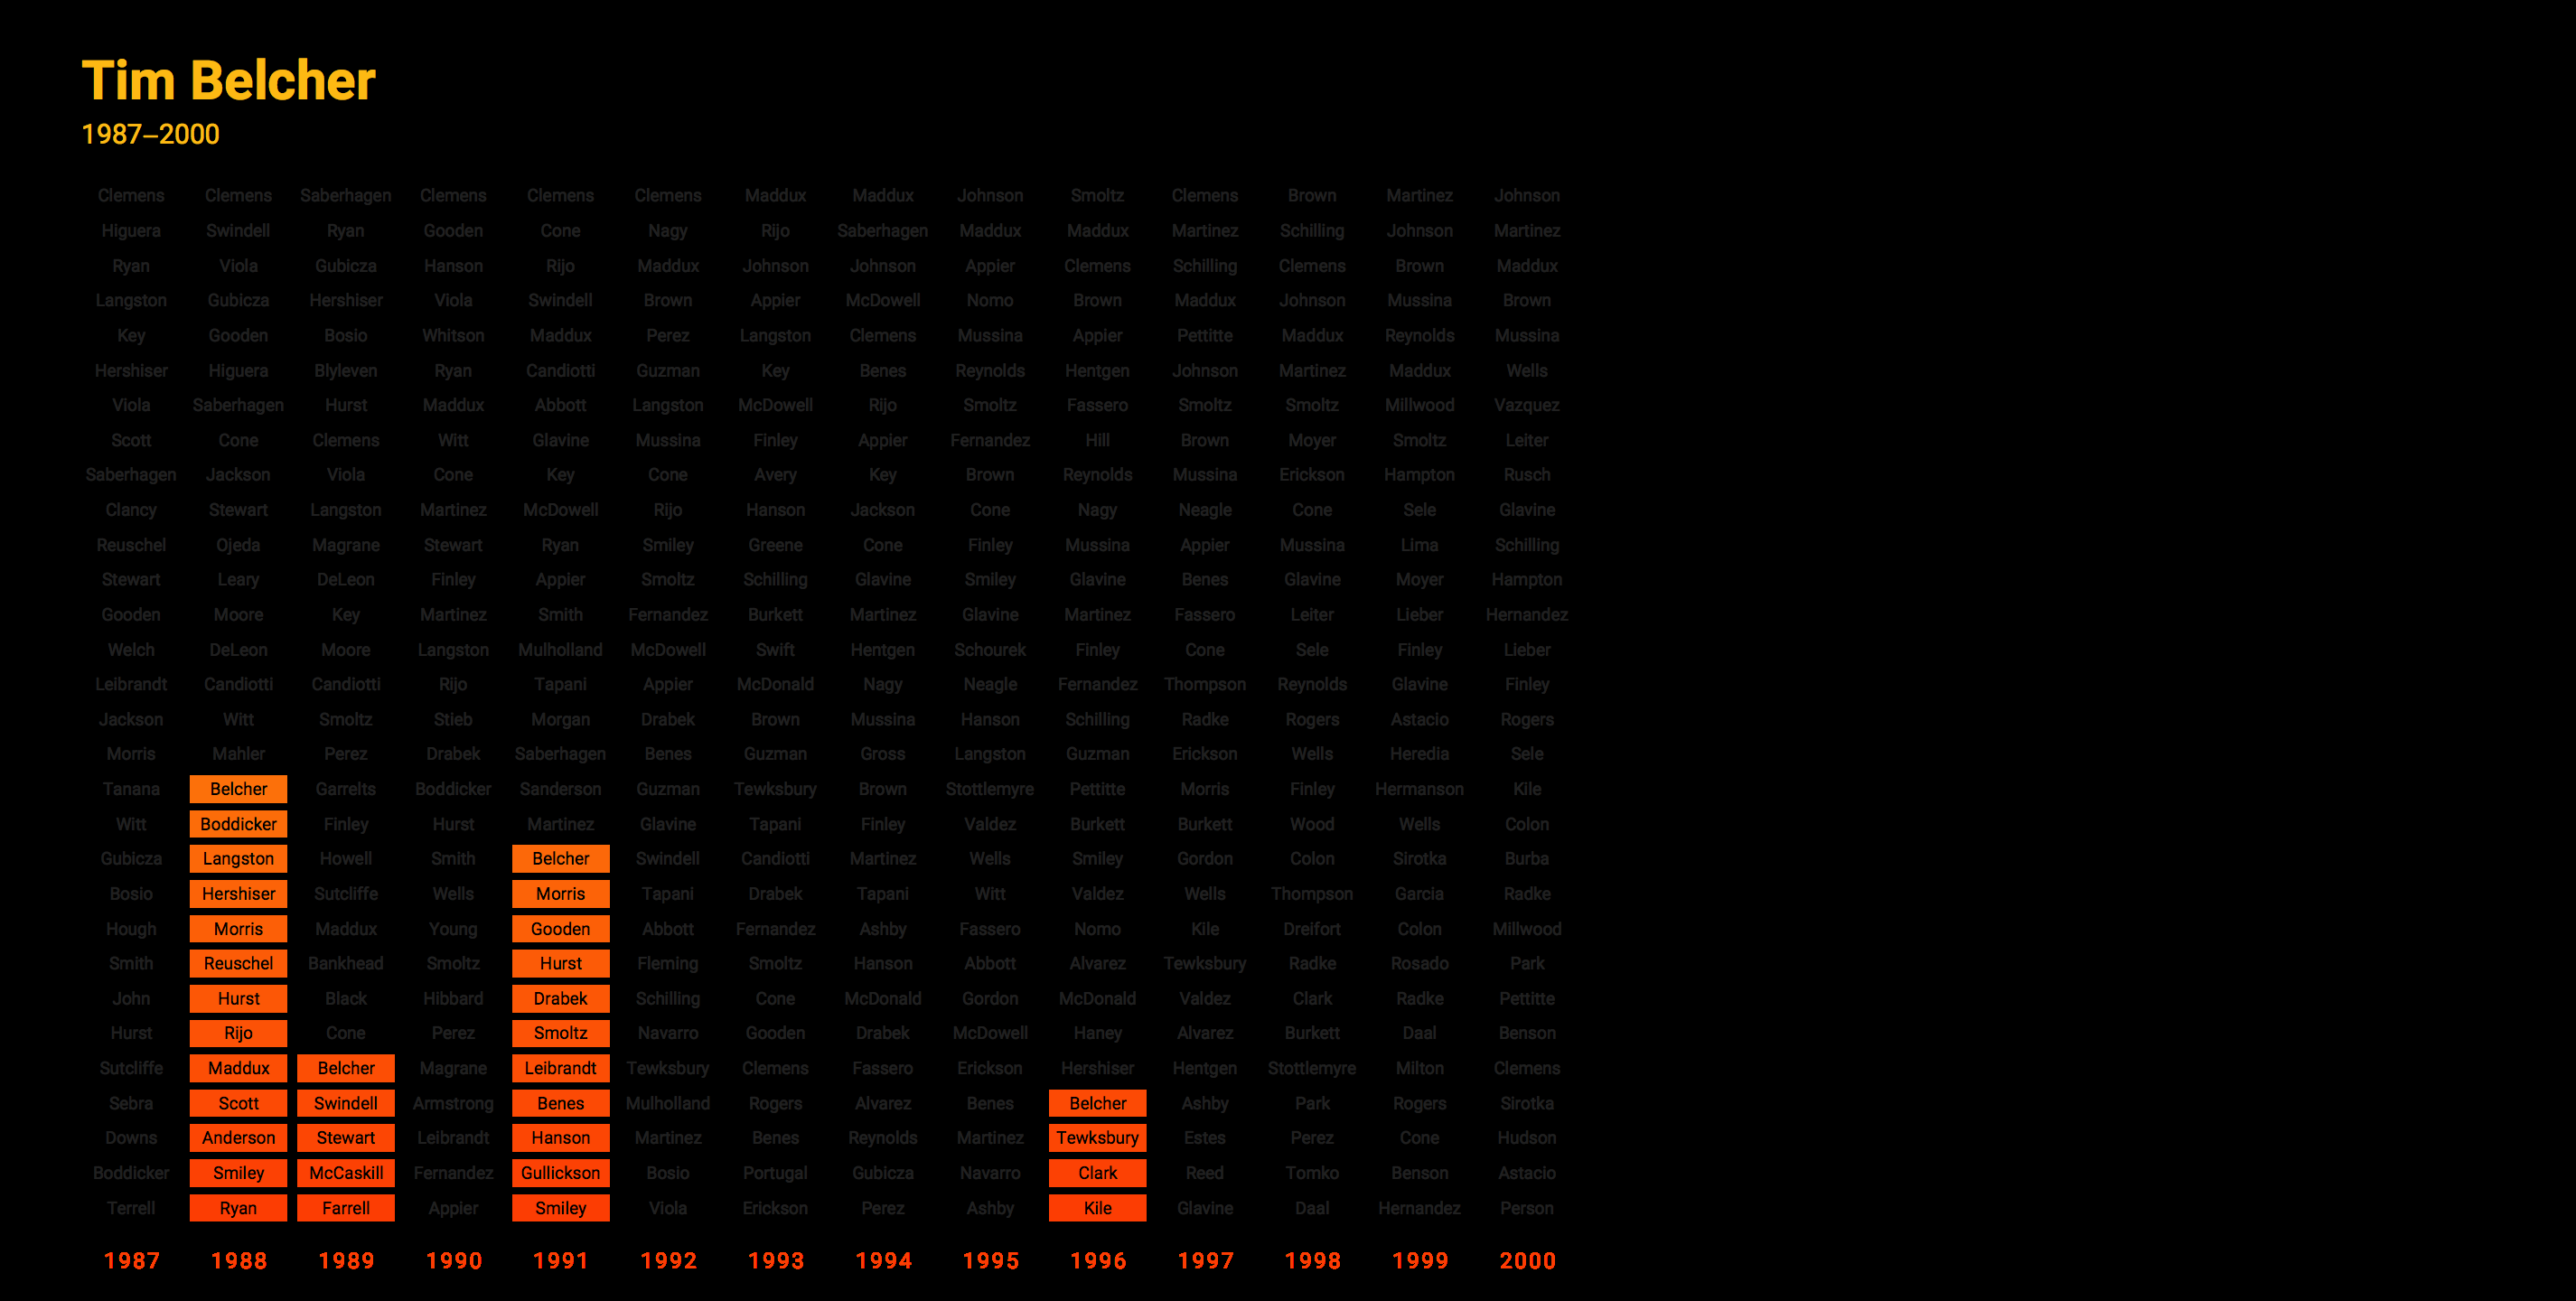 Tim Belcher
1987–2000
Clemens Clemens Saberhagen Clemens Clemens Clemens Maddux Maddux Johnson Smoltz Clemens Brown Martinez Johnson
Higuera Swindell Ryan Gooden Cone Nagy Rijo Saberhagen Maddux Maddux Martinez Schilling Johnson Martinez
Ryan Viola Gubicza Hanson Rijo Maddux Johnson Johnson Appier Clemens Schilling Clemens Brown Maddux
Langston Gubicza Hershiser Viola Swindell Brown Appier McDowell Nomo Brown Maddux Johnson Mussina Brown
Key Gooden Bosio Whitson Maddux Perez Langston Clemens Mussina Appier Pettitte Maddux Reynolds Mussina
Hershiser Higuera Blyleven Ryan Candiotti Guzman Key Benes Reynolds Hentgen Johnson Martinez Maddux Wells
Viola Saberhagen Hurst Maddux Abbott Langston McDowell Rijo Smoltz Fassero Smoltz Smoltz Millwood Vazquez
Scott Cone Clemens Witt Glavine Mussina Finley Appier Fernandez Hill Brown Moyer Smoltz Leiter
Saberhagen Jackson Viola Cone Key Cone Avery Key Brown Reynolds Mussina Erickson Hampton Rusch
Clancy Stewart Langston Martinez McDowell Rijo Hanson Jackson Cone Nagy Neagle Cone Sele Glavine
Reuschel Ojeda Magrane Stewart Ryan Smiley Greene Cone Finley Mussina Appier Mussina Lima Schilling
Stewart Leary DeLeon Finley Appier Smoltz Schilling Glavine Smiley Glavine Benes Glavine Moyer Hampton
Gooden Moore Key Martinez Smith Fernandez Burkett Martinez Glavine Martinez Fassero Leiter Lieber Hernandez
Welch DeLeon Moore Langston Mulholland McDowell Swift Hentgen Schourek Finley Cone Sele Finley Lieber
Leibrandt Candiotti Candiotti Rijo Tapani Appier McDonald Nagy Neagle Fernandez Thompson Reynolds Glavine Finley
Jackson Witt Smoltz Stieb Morgan Drabek Brown Mussina Hanson Schilling Radke Rogers Astacio Rogers
Morris Mahler Perez Drabek Saberhagen Benes Guzman Gross Langston Guzman Erickson Wells Heredia Sele
Tanana Belcher Garrelts Boddicker Sanderson Guzman Tewksbury Brown Stottlemyre Pettitte Morris Finley Hermanson Kile
Witt Boddicker Finley Hurst Martinez Glavine Tapani Finley Valdez Burkett Burkett Wood Wells Colon
Gubicza Langston Howell Smith Belcher Swindell Candiotti Martinez Wells Smiley Gordon Colon Sirotka Burba
Bosio Hershiser Sutcliffe Wells Morris Tapani Drabek Tapani Witt Valdez Wells Thompson Garcia Radke
Hough Morris Maddux Young Gooden Abbott Fernandez Ashby Fassero Nomo Kile Dreifort Colon Millwood
Smith Reuschel Bankhead Smoltz Hurst Fleming Smoltz Hanson Abbott Alvarez Tewksbury Radke Rosado Park
John Hurst Black Hibbard Drabek Schilling Cone McDonald Gordon McDonald Valdez Clark Radke Pettitte
Hurst Rijo Cone Perez Smoltz Navarro Gooden Drabek McDowell Haney Alvarez Burkett Daal Benson
Sutcliffe Maddux Belcher Magrane Leibrandt Tewksbury Clemens Fassero Erickson Hershiser Hentgen Stottlemyre Milton Clemens
Sebra Scott Swindell Armstrong Benes Mulholland Rogers Alvarez Benes Belcher Ashby Park Rogers Sirotka
Downs Anderson Stewart Leibrandt Hanson Martinez Benes Reynolds Martinez Tewksbury Estes Perez Cone Hudson
Boddicker Smiley McCaskill Fernandez Gullickson Bosio Portugal Gubicza Navarro Clark Reed Tomko Benson Astacio
Terrell Ryan Farrell Appier Smiley Viola Erickson Perez Ashby Kile Glavine Daal Hernandez Person
1987 1988 1989 1990 1991 1992 1993 1994 1995 1996 1997 1998 1999 2000